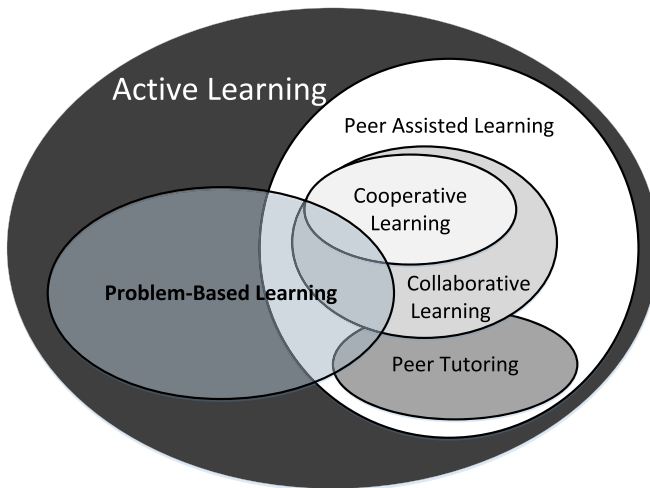 Active Learning
Peer Assisted Learning
Cooperative
Learning
Problem-Based Learning
Collaborative
Learning
Peer Tutoring